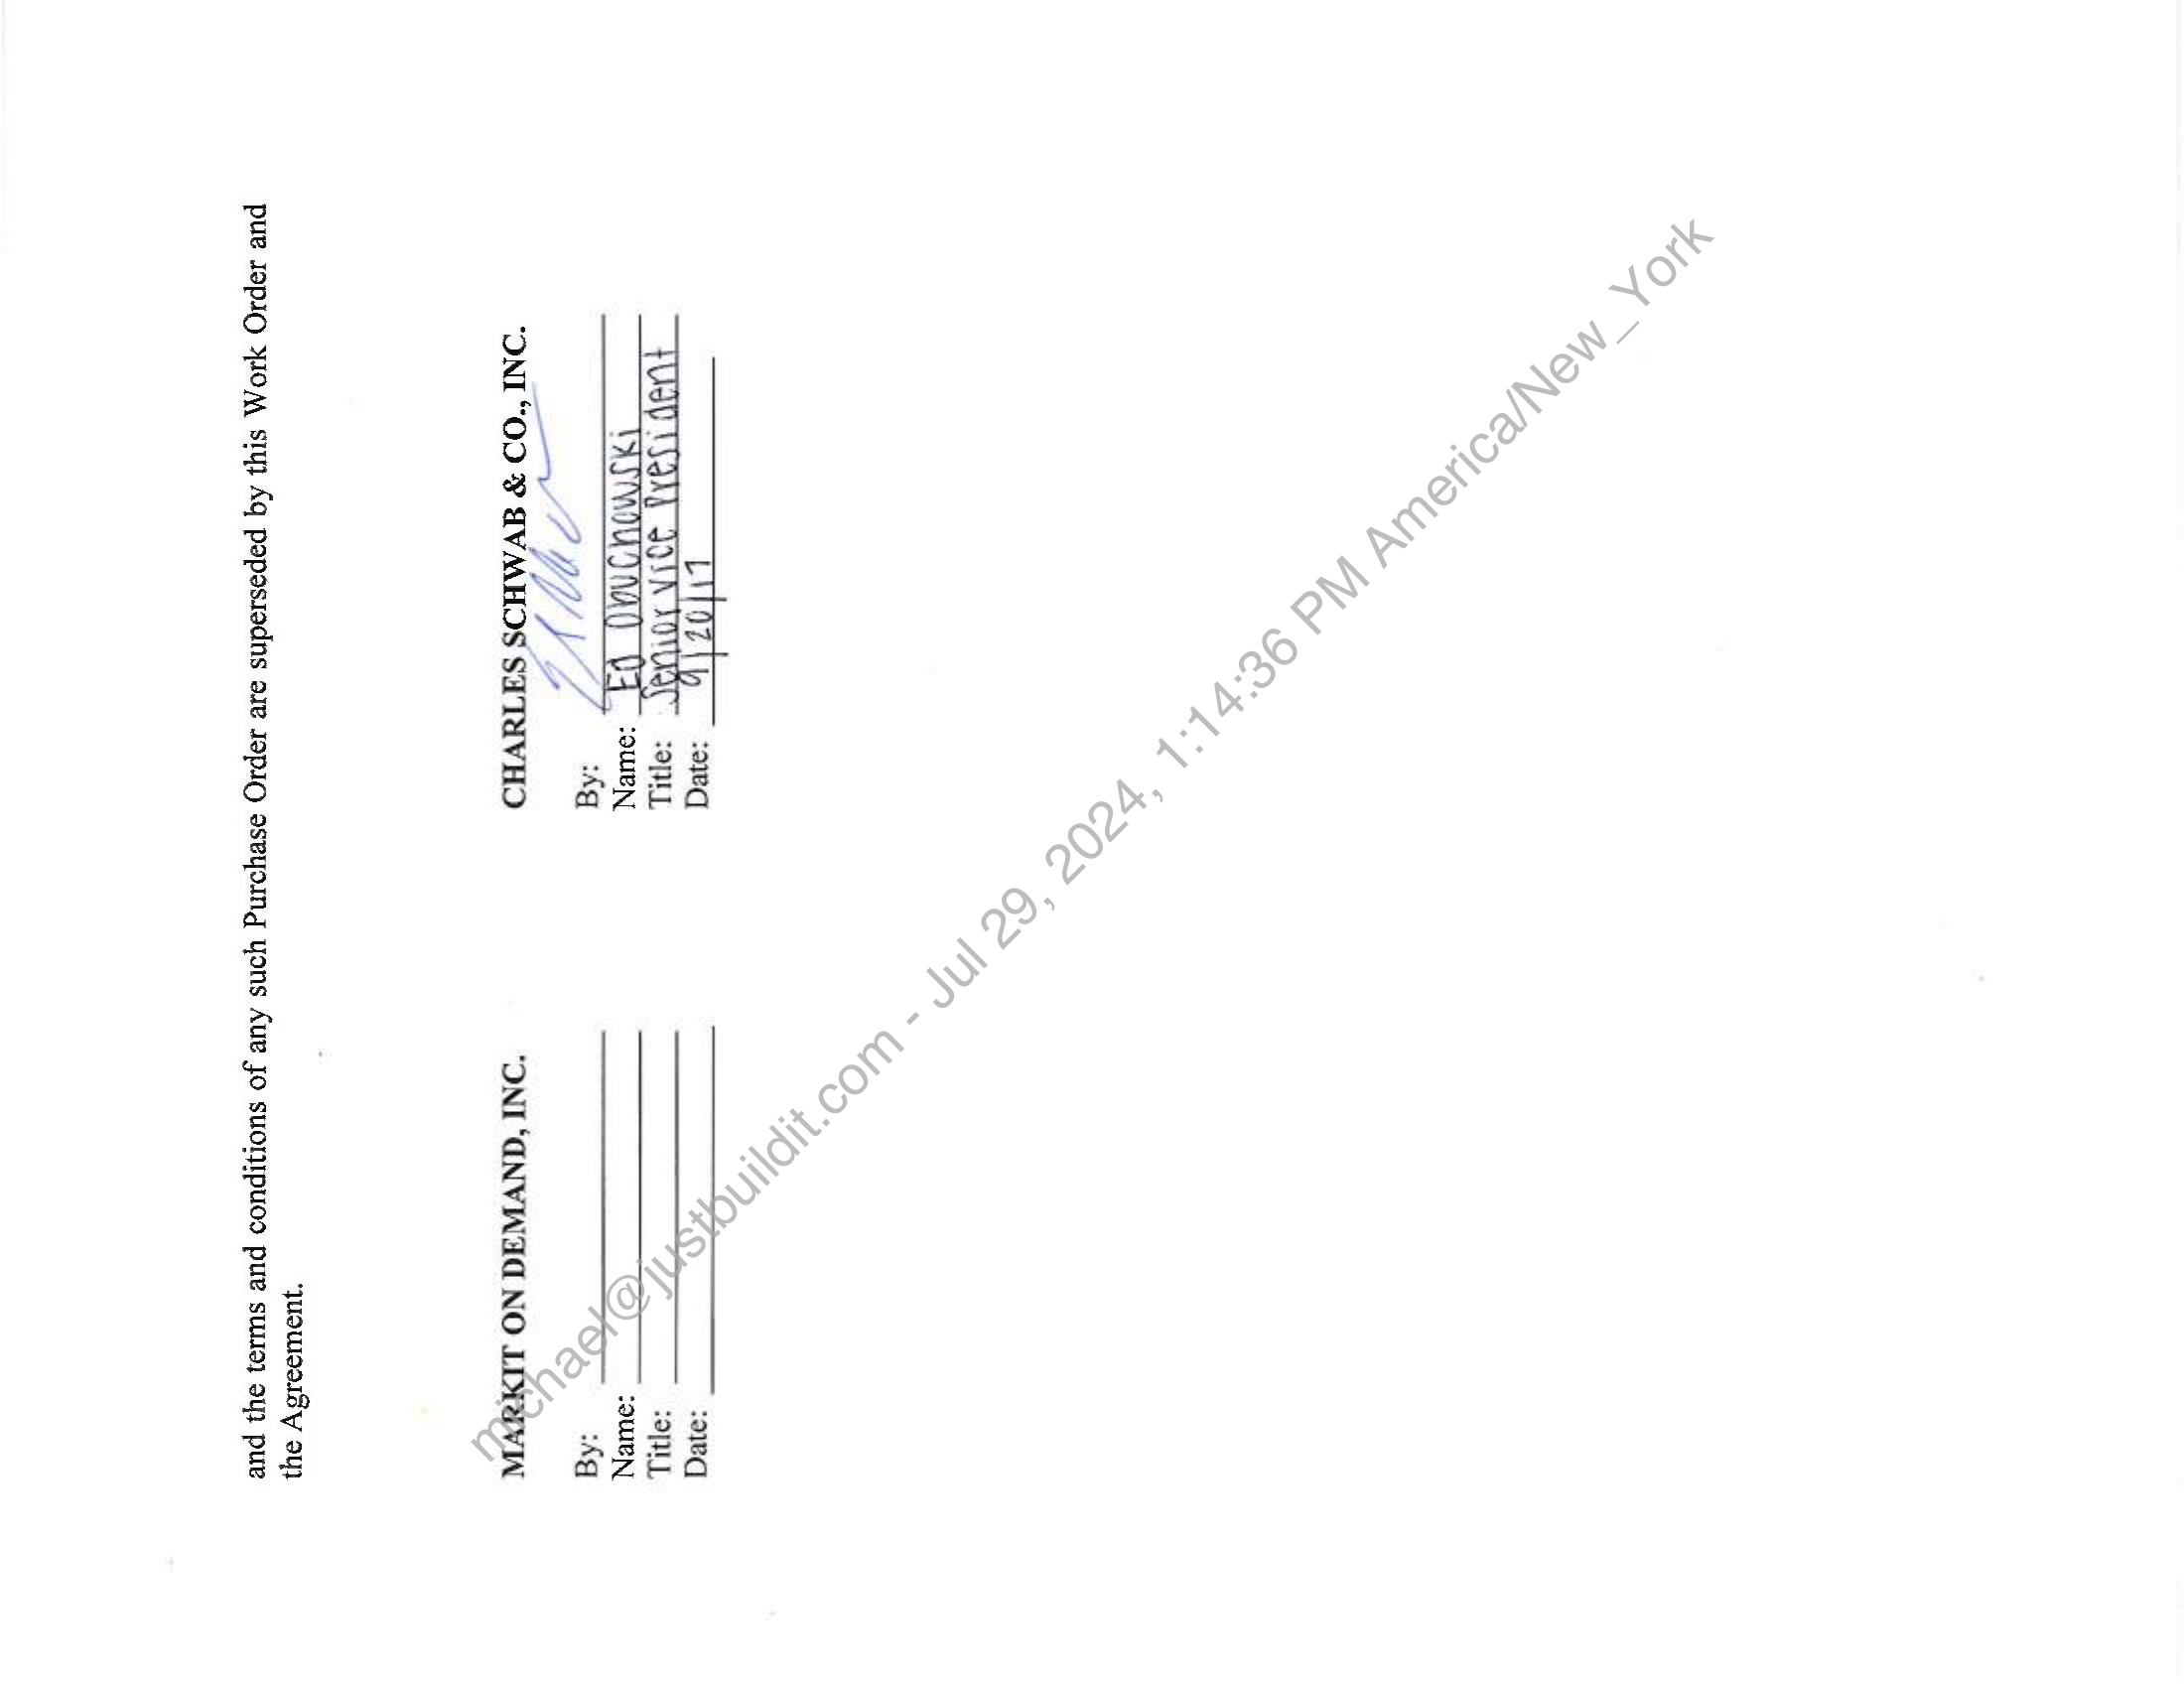 and the terms and conditions of any such Purchase Order are superseded by this Work Order and
the Agreement.
MARKIT ON DEMAND, INC.
By:
Name:
Title:
Date:
CHARLES SCHWAB & CO., INC.
By:
Name: Ed Obuchowski
Title: Senior Vice President
Date: 9/20/17
michael@justbuildit.com - Jul 29, 2024, 1:14:36 PM America/New_York